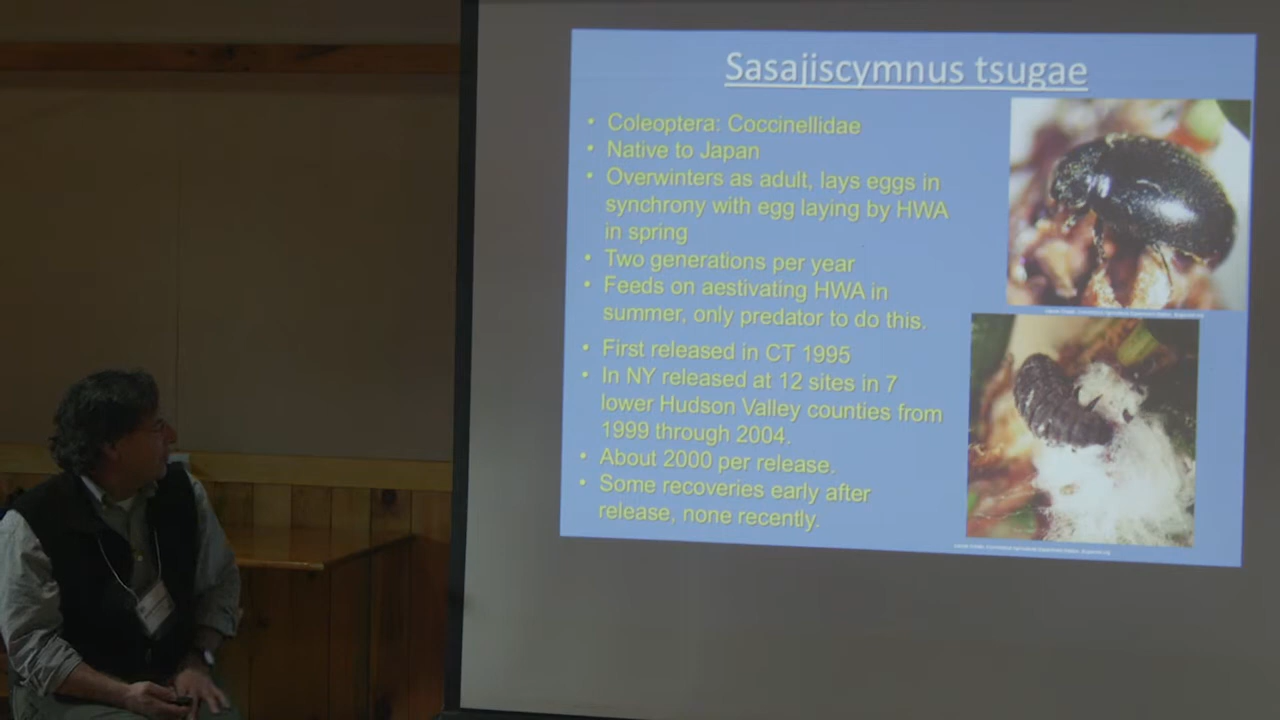 Sasajiscymnus tsugae
• Coleoptera: Coccinellidae
• Native to Japan
• Overwinters as adult, lays eggs in
synchrony with egg laying by HWA
in spring
• Two generations per year
• Feeds on aestivating HWA in
summer, only predator to do this.
• First released in CT 1995
• In NY released at 12 sites in 7
lower Hudson Valley counties from
1999 through 2004.
• About 2000 per release.
• Some recoveries early after
release, none recently.